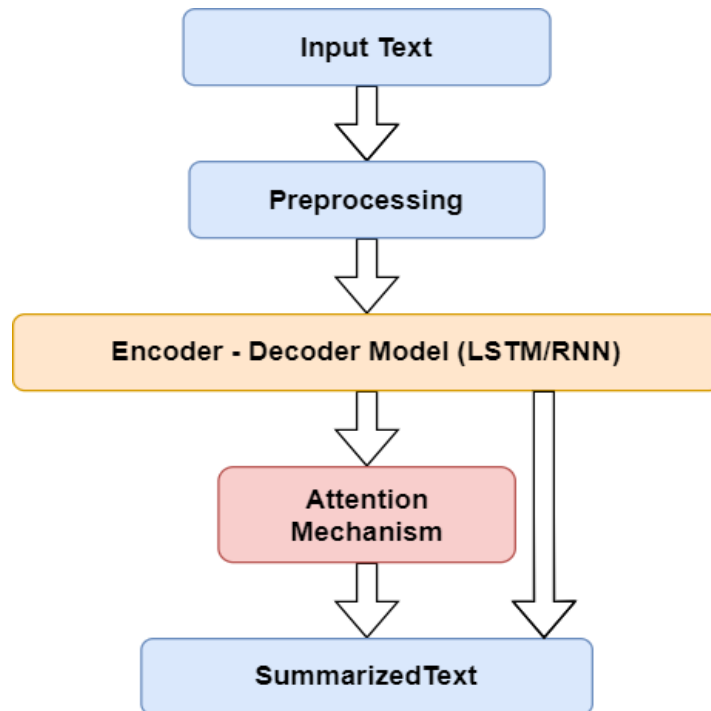 Input Text
Preprocessing
Encoder - Decoder Model (LSTM/RNN)
Attention
Mechanism
SummarizedText